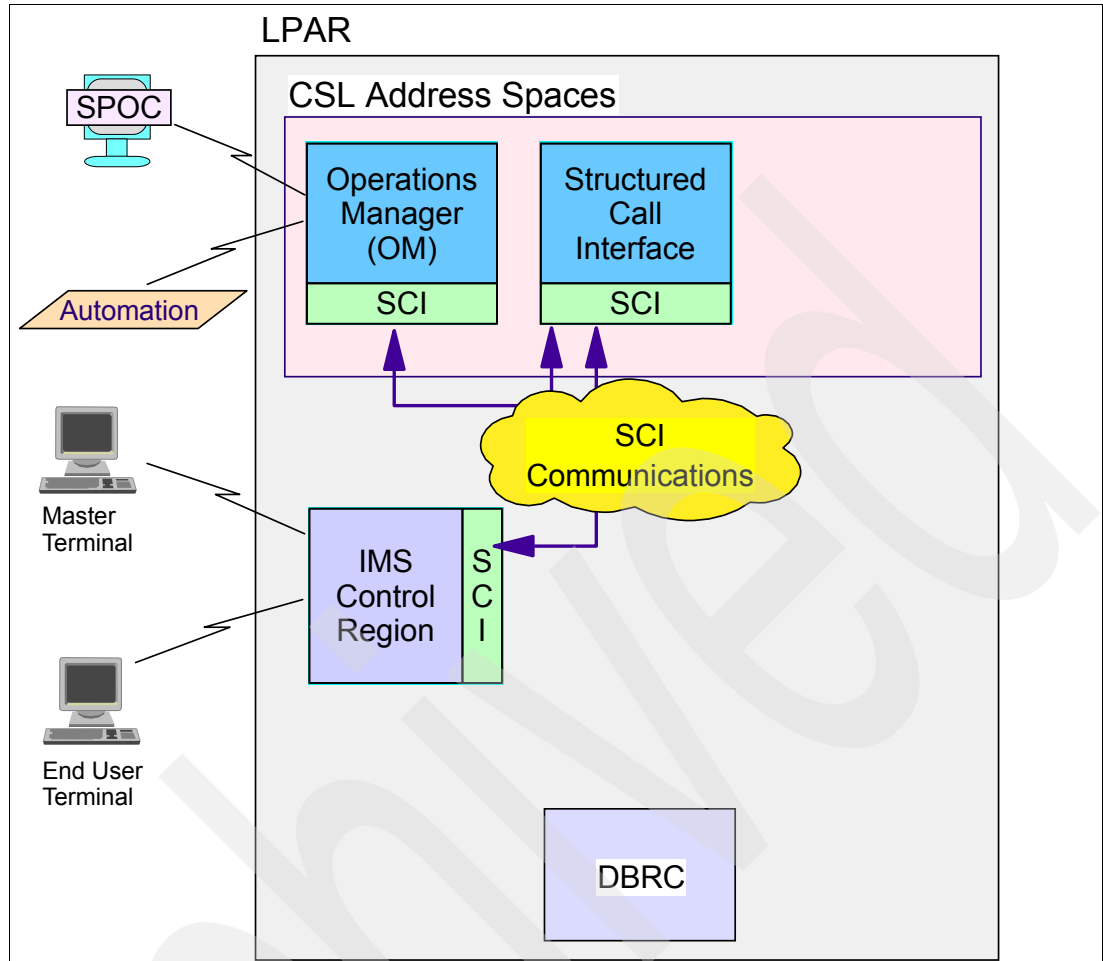 LPAR
CSL Address Spaces
SPOC
Operations
Manager
(OM)
SCI
Structured
Call
Interface
SCI
Automation
SCI
Communications
Master
Terminal
IMS
Control
Region
S
C
I
End User
Terminal
DBRC